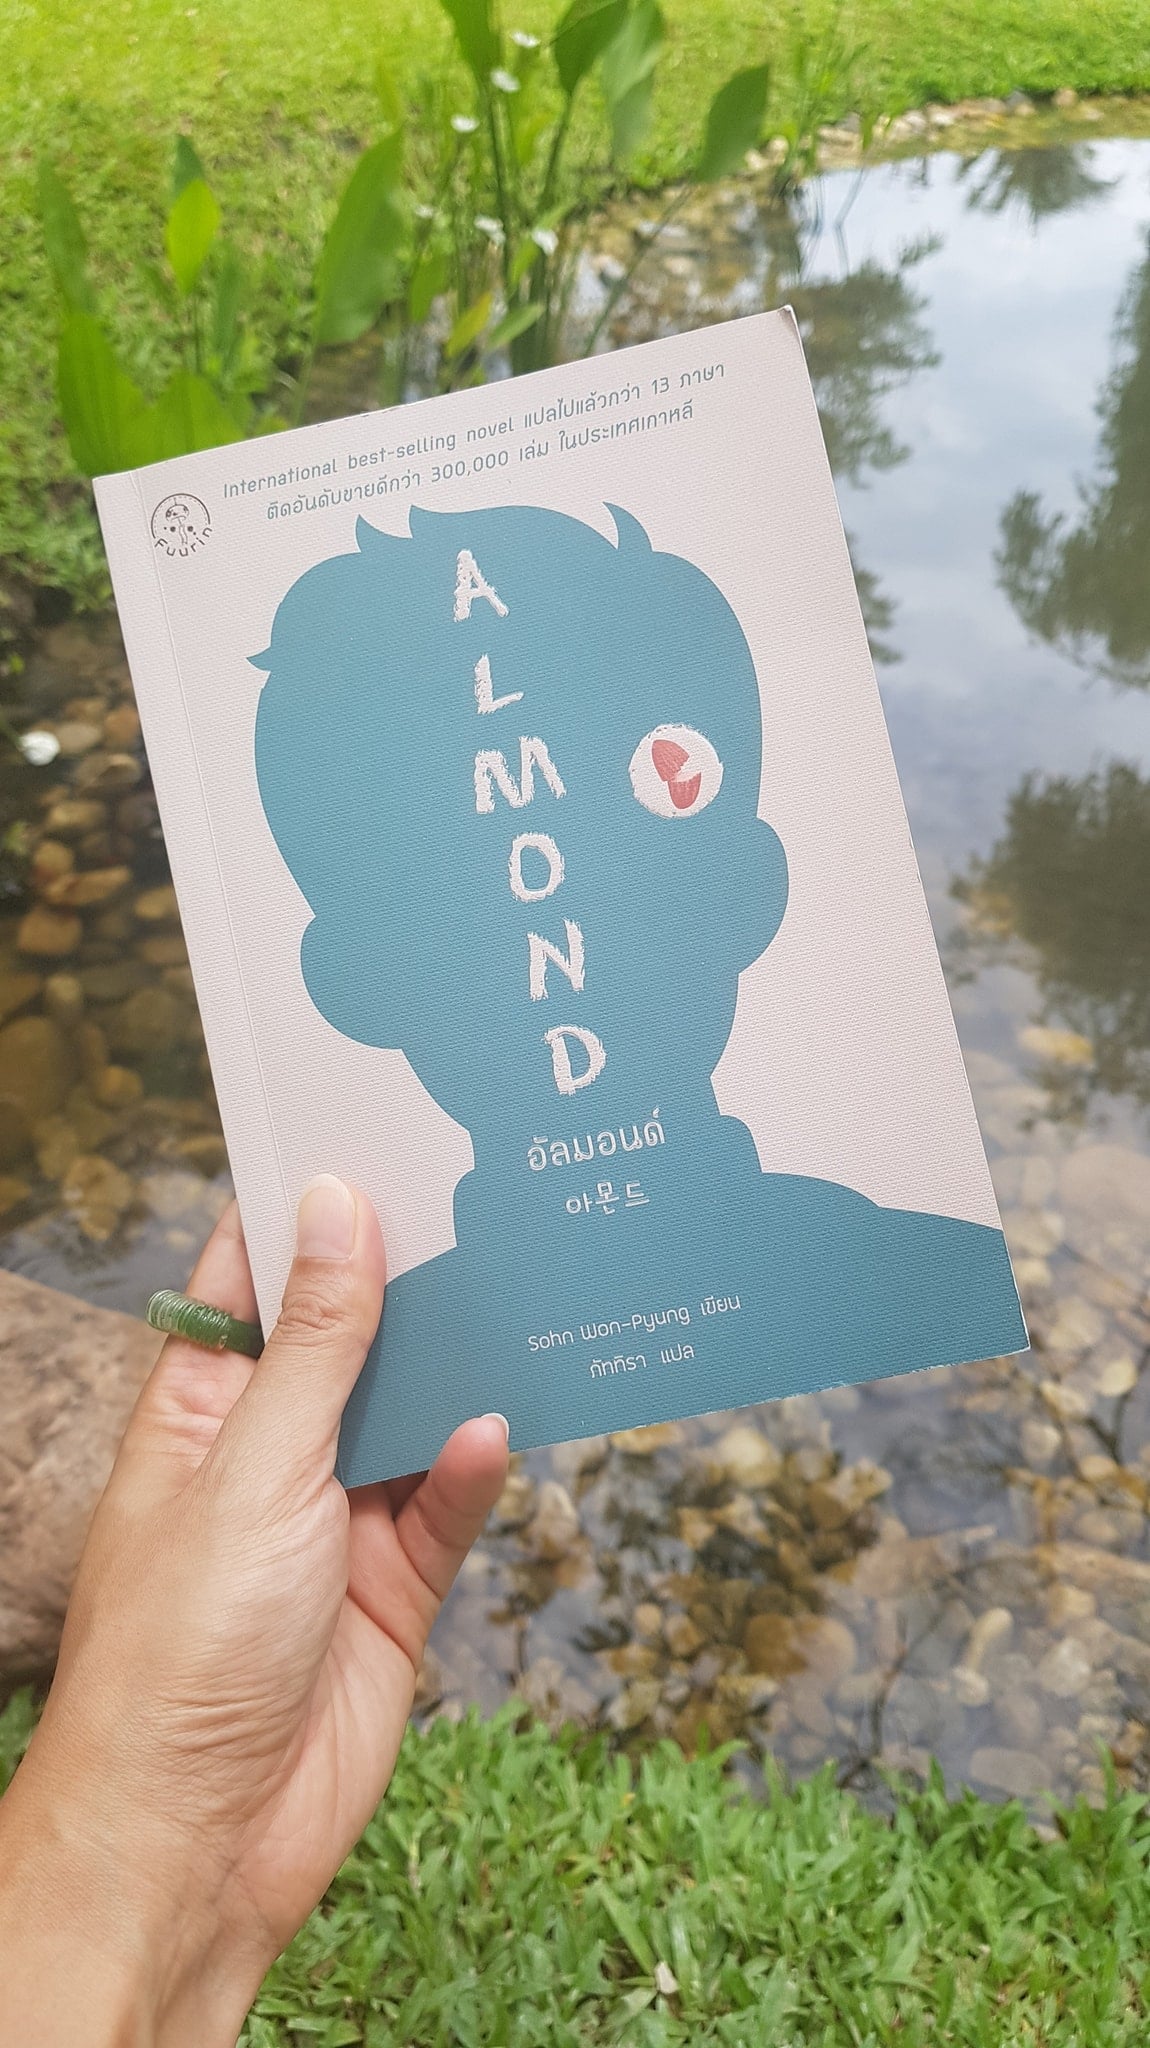 International best-selling novel แปลไปแล้วกว่า 13 ภาษา
ติดอันดับขายดีกว่า 300,000 เล่ม ในประเทศเกาหลี
Fuurin
ALMOND
อัลมอนด์
아몬드
Sohn Won-Pyung เขียน
ภัททิรา แปล